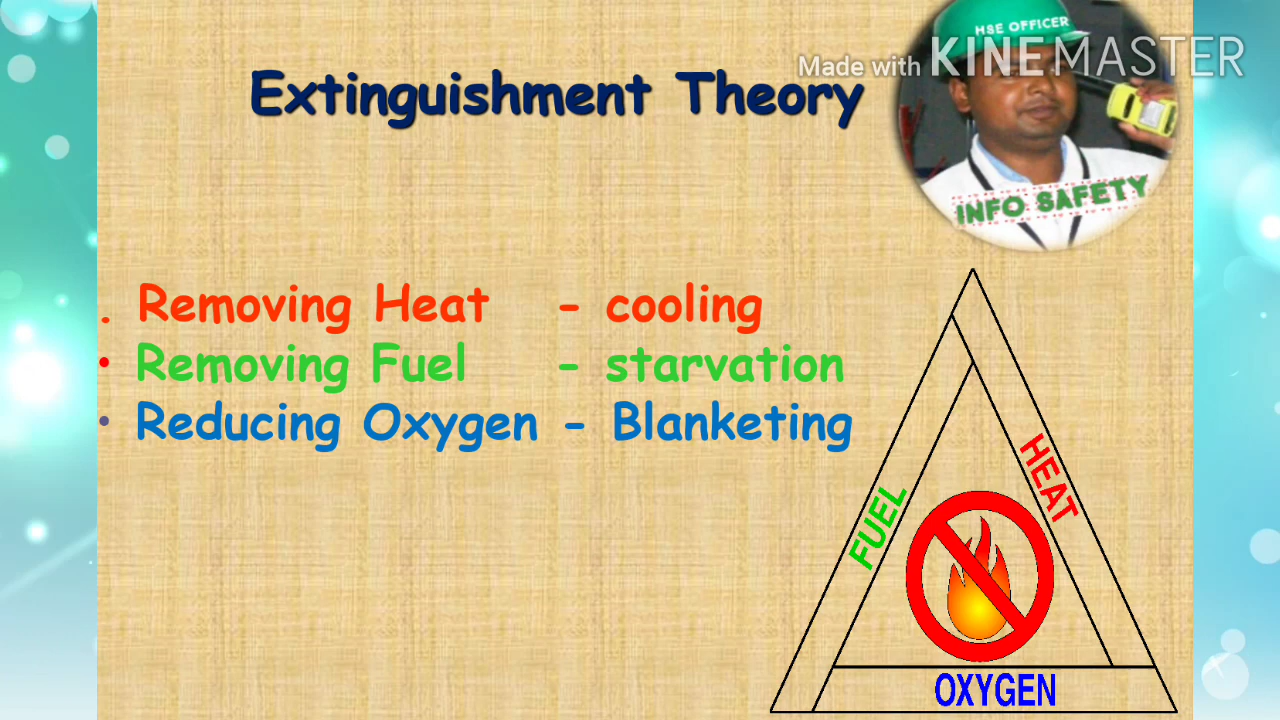 HSE OFFICER
Made with KINEMASTER
Extinguishment Theory
INFO SAFETY
. Removing Heat - cooling
• Removing Fuel - starvation
• Reducing Oxygen - Blanketing
HEAT
FUEL
OXYGEN